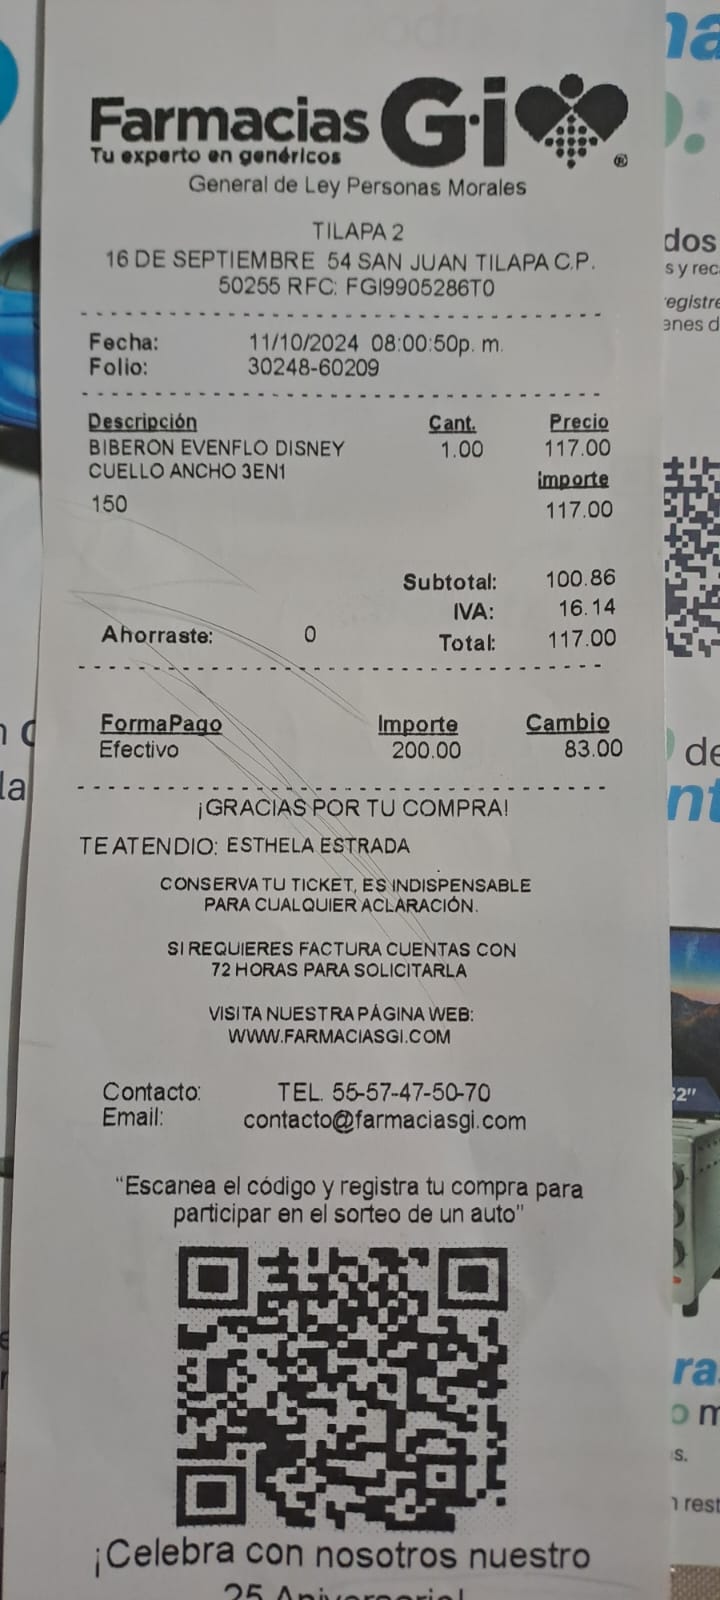 Farmacias G·i ®
Tu experto en genéricos
General de Ley Personas Morales
TILAPA 2
16 DE SEPTIEMBRE 54 SAN JUAN TILAPA C.P.
50255 RFC: FGI9905286T0
Fecha: 11/10/2024 08:00:50p. m.
Folio: 30248-60209
Descripción Cant. Precio
BIBERON EVENFLO DISNEY 1.00 117.00
CUELLO ANCHO 3EN1 importe
150 117.00
Subtotal: 100.86
IVA: 16.14
Ahorraste: 0 Total: 117.00
FormaPago Importe Cambio
Efectivo 200.00 83.00
¡GRACIAS POR TU COMPRA!
TE ATENDIO: ESTHELA ESTRADA
CONSERVA TU TICKET, ES INDISPENSABLE
PARA CUALQUIER ACLARACIÓN.
SI REQUIERES FACTURA CUENTAS CON
72 HORAS PARA SOLICITARLA
VISITA NUESTRA PÁGINA WEB:
WWW.FARMACIASGI.COM
Contacto: TEL. 55-57-47-50-70
Email: contacto@farmaciasgi.com
“Escanea el código y registra tu compra para
participar en el sorteo de un auto”
¡Celebra con nosotros nuestro
25 Aniversario!